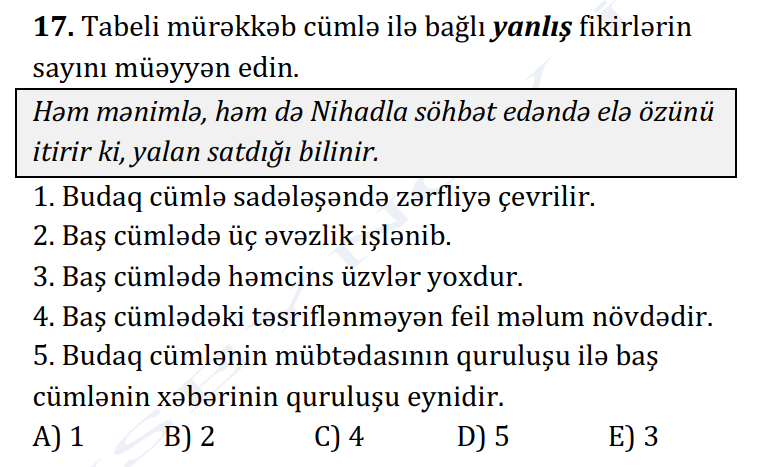 17. Tabeli mürəkkəb cümlə ilə bağlı yanlış fikirlərin
sayını müəyyən edin.
Həm mənimlə, həm də Nihadla söhbət edəndə elə özünü
itirir ki, yalan satdığı bilinir.
1. Budaq cümlə sadələşəndə zərfliyə çevrilir.
2. Baş cümlədə üç əvəzlik işlənib.
3. Baş cümlədə həmcins üzvlər yoxdur.
4. Baş cümlədəki təsriflənməyən feil məlum növdədir.
5. Budaq cümlənin mübtədasının quruluşu ilə baş
cümlənin xəbərinin quruluşu eynidir.
A) 1 B) 2 C) 4 D) 5 E) 3